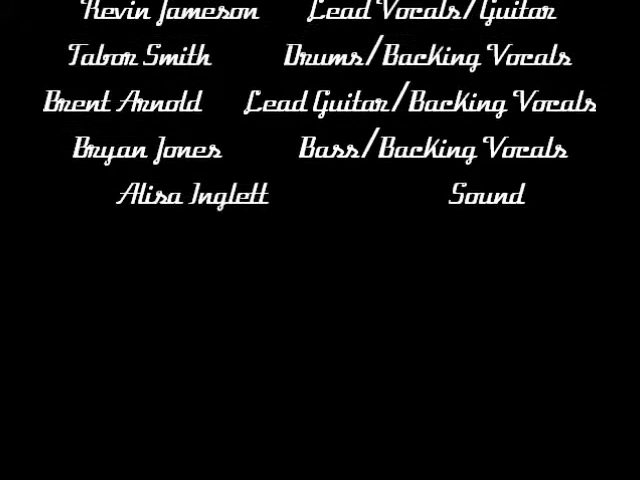 Kevin Jameson Lead Vocals/Guitar
Tabor Smith Drums/Backing Vocals
Brent Arnold Lead Guitar/Backing Vocals
Bryan Jones Bass/Backing Vocals
Alisa Inglett Sound